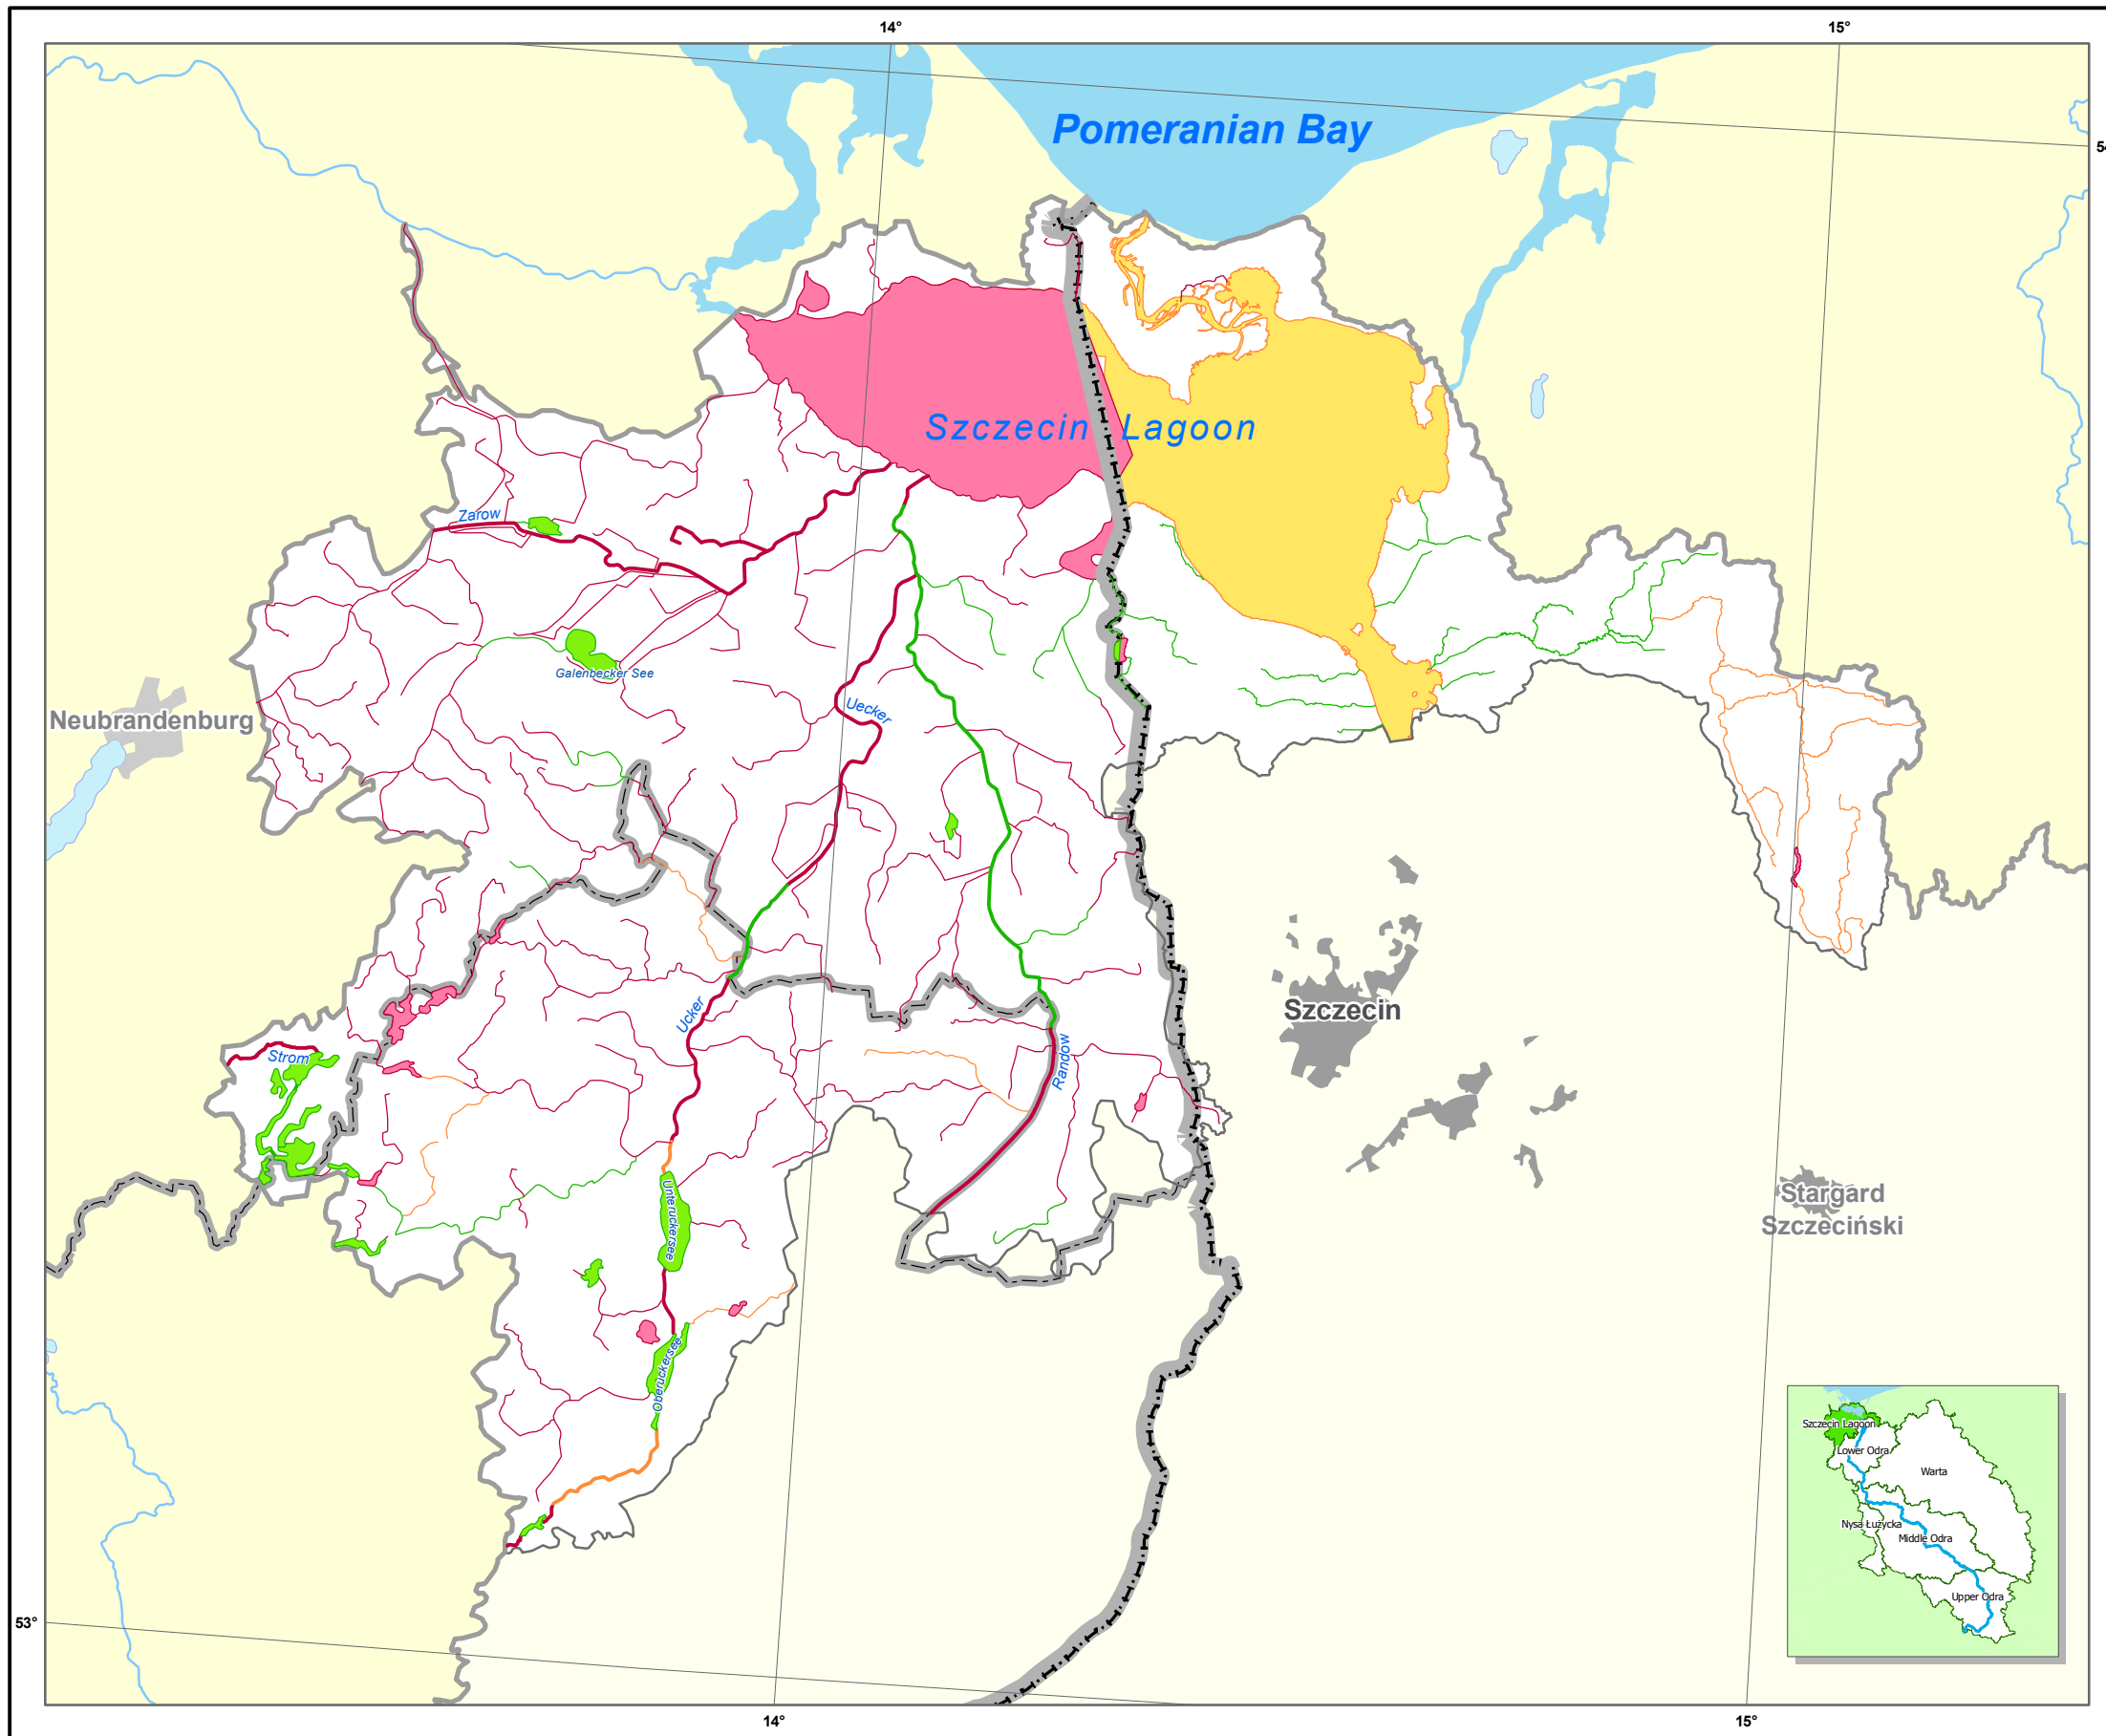 14°
15°
Pomeranian Bay
Szczecin Lagoon
Zarow
Galenbecker See
Uecker
Neubrandenburg
Ucker
Szczecin
Strom
Randow
Unteruckersee
Stargard
Szczeciński
Oberuckersee
Szczecin Lagoon
Lower Odra
Warta
Nysa Łużycka
Middle Odra
Upper Odra
53°
14°
15°